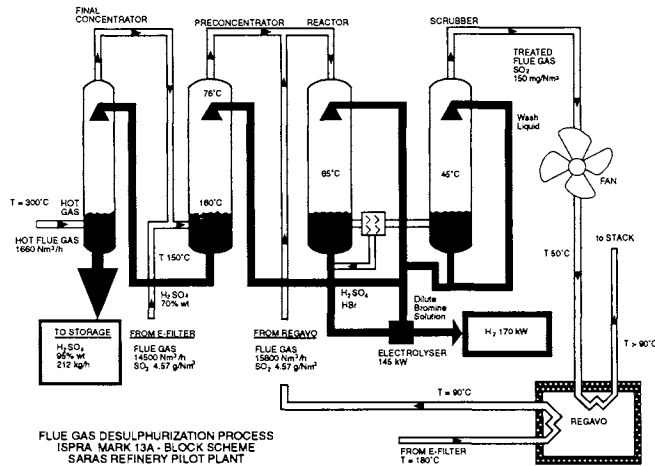 FINAL
CONCENTRATOR
PRECONCENTRATOR
REACTOR
SCRUBBER
TREATED
FLUE GAS
SO2
150 mg/Nm³
75°C
Wash
Liquid
65°C
45°C
FAN
160°C
T = 300°C
HOT
GAS
HOT FLUE GAS
1660 Nm³/h
T 150°C
T 50°C
to STACK
H2SO4
70% wt
H2SO4
HBr
Dilute
Bromine
Solution
TO STORAGE
H2SO4
95% wt
212 kg/h
FROM E-FILTER
FLUE GAS
14500 Nm³/h
SO2 4.57 g/Nm³
FROM REGAVO
FLUE GAS
15800 Nm³/h
SO2 4.57 g/Nm³
ELECTROLYSER
145 kW
H2 170 kW
T > 90°C
T = 90°C
REGAVO
FROM E-FILTER
T = 180°C
FLUE GAS DESULPHURIZATION PROCESS
ISPRA MARK 13A - BLOCK SCHEME
SARAS REFINERY PILOT PLANT